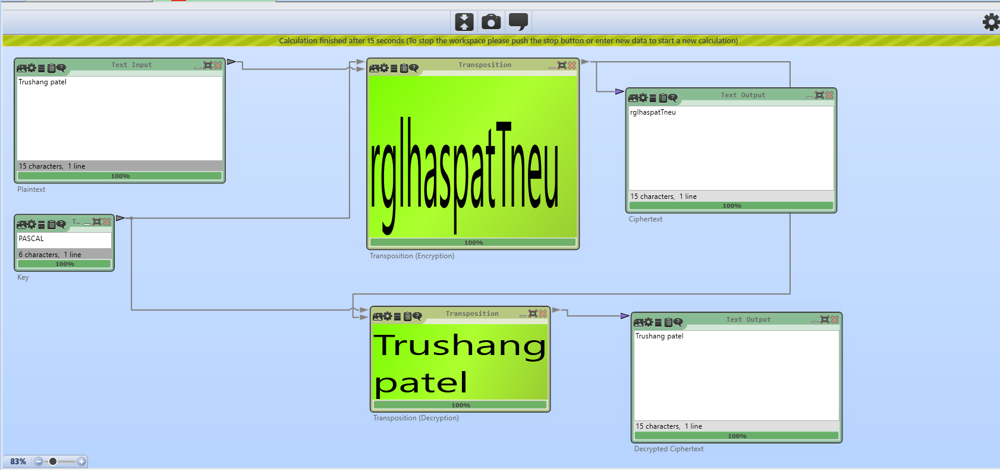 Calculation finished after 15 seconds (To stop the workspace please push the stop button or enter new data to start a new calculation)
Text Input
Trushang patel
15 characters,  1 line
100%
Plaintext
T...
PASCAL
6 characters,  1 line
100%
Key
Transposition
rglhaspatTneu
100%
Transposition (Encryption)
Text Output
rglhaspatTneu
15 characters,  1 line
100%
Ciphertext
Transposition
Trushang
patel
100%
Transposition (Decryption)
Text Output
Trushang patel
15 characters,  1 line
100%
Decrypted Ciphertext
83%